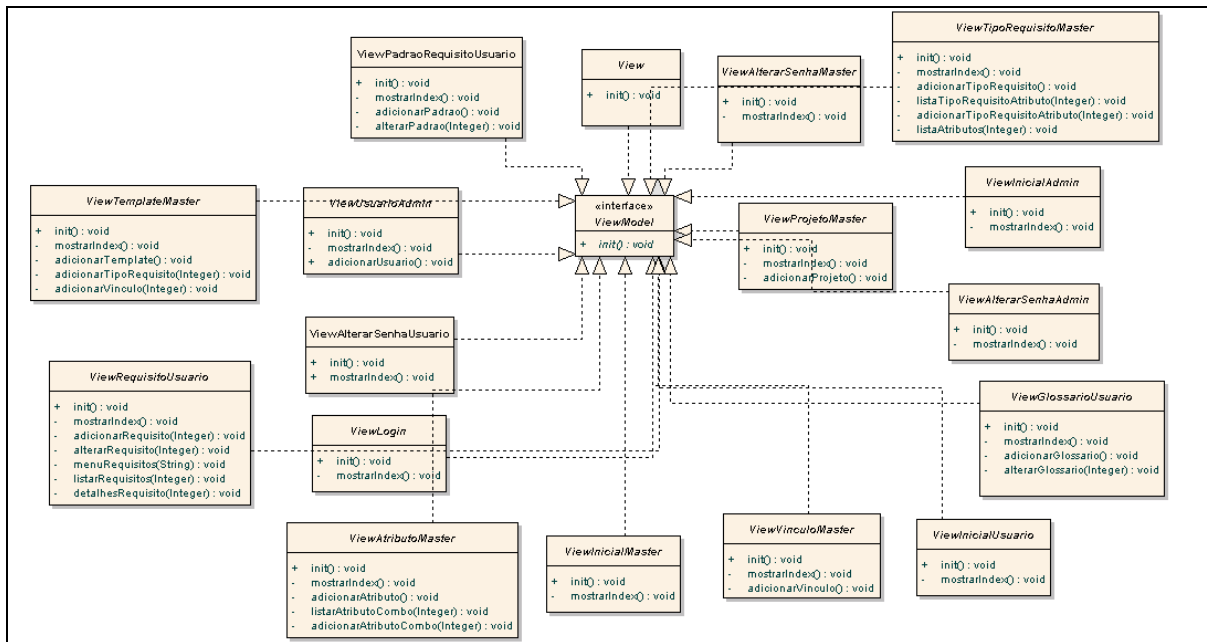 ViewPadraoRequisitoUsuario
+ init() : void
- mostrarIndex() : void
- adicionarPadrao() : void
- alterarPadrao(Integer) : void
View
+ init() : void
ViewAlterarSenhaMaster
+ init() : void
- mostrarIndex() : void
ViewTipoRequisitoMaster
+ init() : void
- mostrarIndex() : void
- adicionarTipoRequisito() : void
- listaTipoRequisitoAtributo(Integer) : void
- adicionarTipoRequisitoAtributo(Integer) : void
- listaAtributos(Integer) : void
ViewTemplateMaster
+ init() : void
- mostrarIndex() : void
- adicionarTemplate() : void
- adicionarTipoRequisito(Integer) : void
- adicionarVinculo(Integer) : void
ViewUsuarioAdmin
+ init() : void
- mostrarIndex() : void
+ adicionarUsuario() : void
«interface»
ViewModel
+ init() : void
ViewProjetoMaster
+ init() : void
- mostrarIndex() : void
- adicionarProjeto() : void
ViewInicialAdmin
+ init() : void
- mostrarIndex() : void
ViewAlterarSenhaAdmin
+ init() : void
- mostrarIndex() : void
ViewAlterarSenhaUsuario
+ init() : void
+ mostrarIndex() : void
ViewRequisitoUsuario
+ init() : void
- mostrarIndex() : void
- adicionarRequisito(Integer) : void
- alterarRequisito(Integer) : void
- menuRequisitos(String) : void
- listarRequisitos(Integer) : void
- detalhesRequisito(Integer) : void
ViewLogin
+ init() : void
- mostrarIndex() : void
ViewGlossarioUsuario
+ init() : void
- mostrarIndex() : void
- adicionarGlossario() : void
- alterarGlossario(Integer) : void
ViewAtributoMaster
+ init() : void
- mostrarIndex() : void
- adicionarAtributo() : void
- listarAtributoCombo(Integer) : void
- adicionarAtributoCombo(Integer) : void
ViewInicialMaster
+ init() : void
- mostrarIndex() : void
ViewVinculoMaster
+ init() : void
- mostrarIndex() : void
- adicionarVinculo() : void
ViewInicialUsuario
+ init() : void
- mostrarIndex() : void